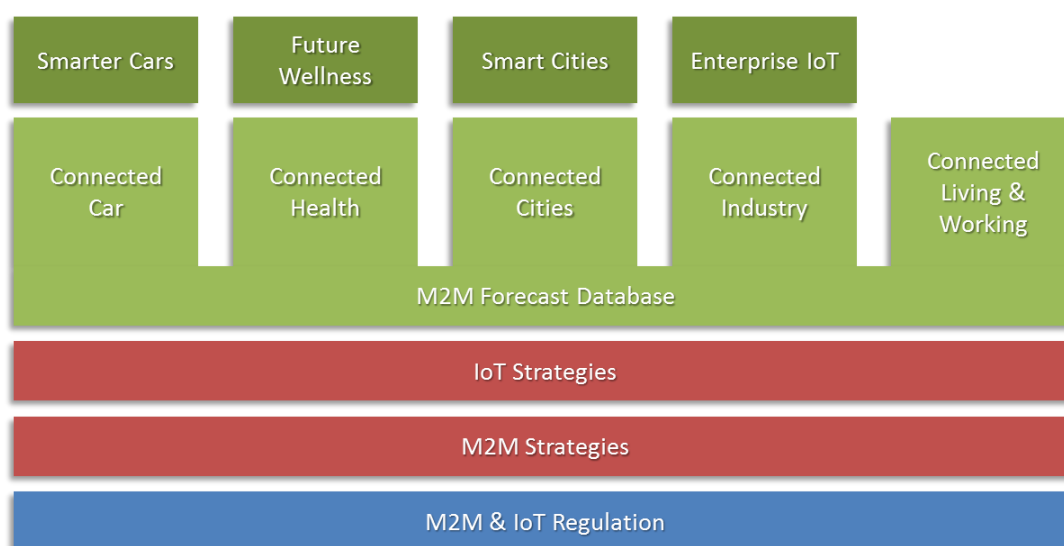 Smarter Cars
Future
Wellness
Smart Cities
Enterprise IoT
Connected
Car
Connected
Health
Connected
Cities
Connected
Industry
Connected
Living &
Working
M2M Forecast Database
IoT Strategies
M2M Strategies
M2M & IoT Regulation